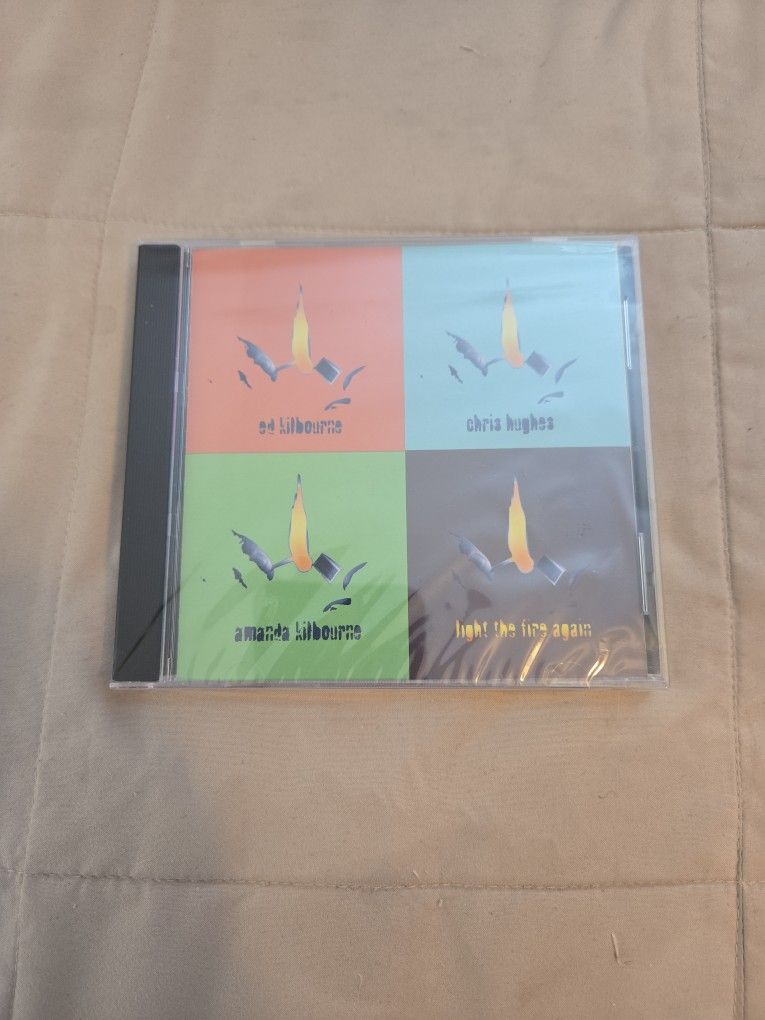 ed kilbourne
chris hughes
amanda kilbourne
light the fire again